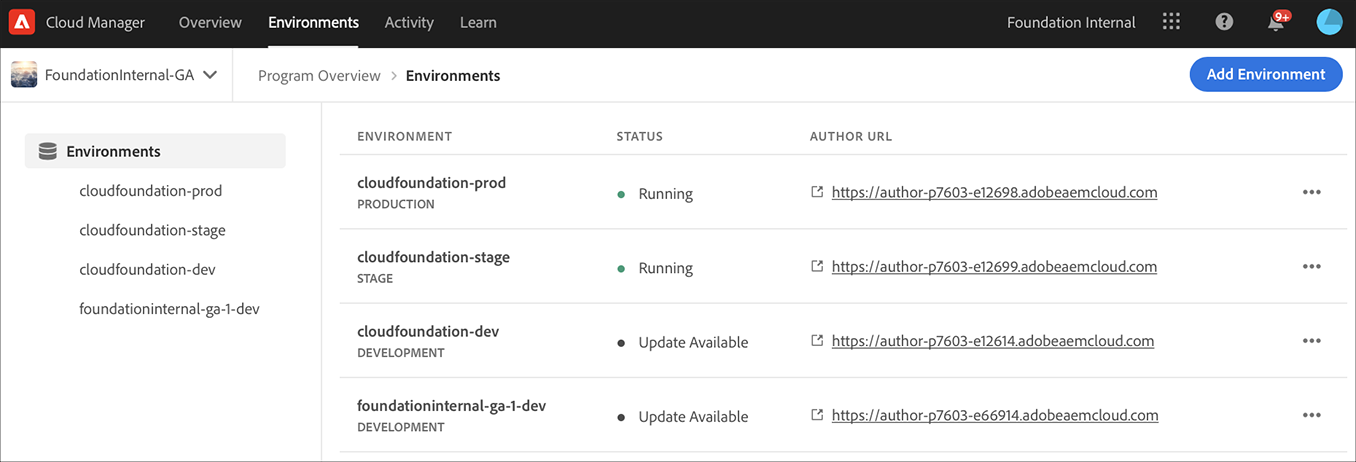 Cloud Manager Overview Environments Activity Learn Foundation Internal 9+
FoundationInternal-GA Program Overview > Environments Add Environment
Environments
cloudfoundation-prod
cloudfoundation-stage
cloudfoundation-dev
foundationinternal-ga-1-dev
ENVIRONMENT STATUS AUTHOR URL
cloudfoundation-prod
PRODUCTION
Running
https://author-p7603-e12698.adobeaemcloud.com
cloudfoundation-stage
STAGE
Running
https://author-p7603-e12699.adobeaemcloud.com
cloudfoundation-dev
DEVELOPMENT
Update Available
https://author-p7603-e12614.adobeaemcloud.com
foundationinternal-ga-1-dev
DEVELOPMENT
Update Available
https://author-p7603-e66914.adobeaemcloud.com